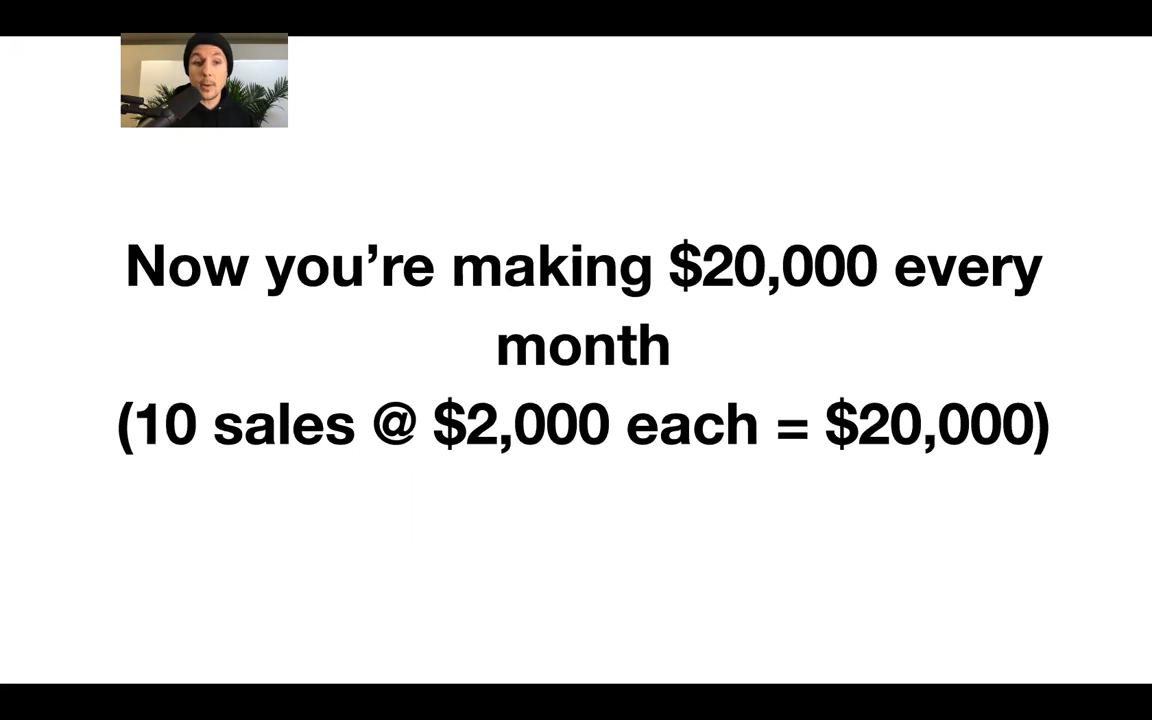 Now you’re making $20,000 every
month
(10 sales @ $2,000 each = $20,000)